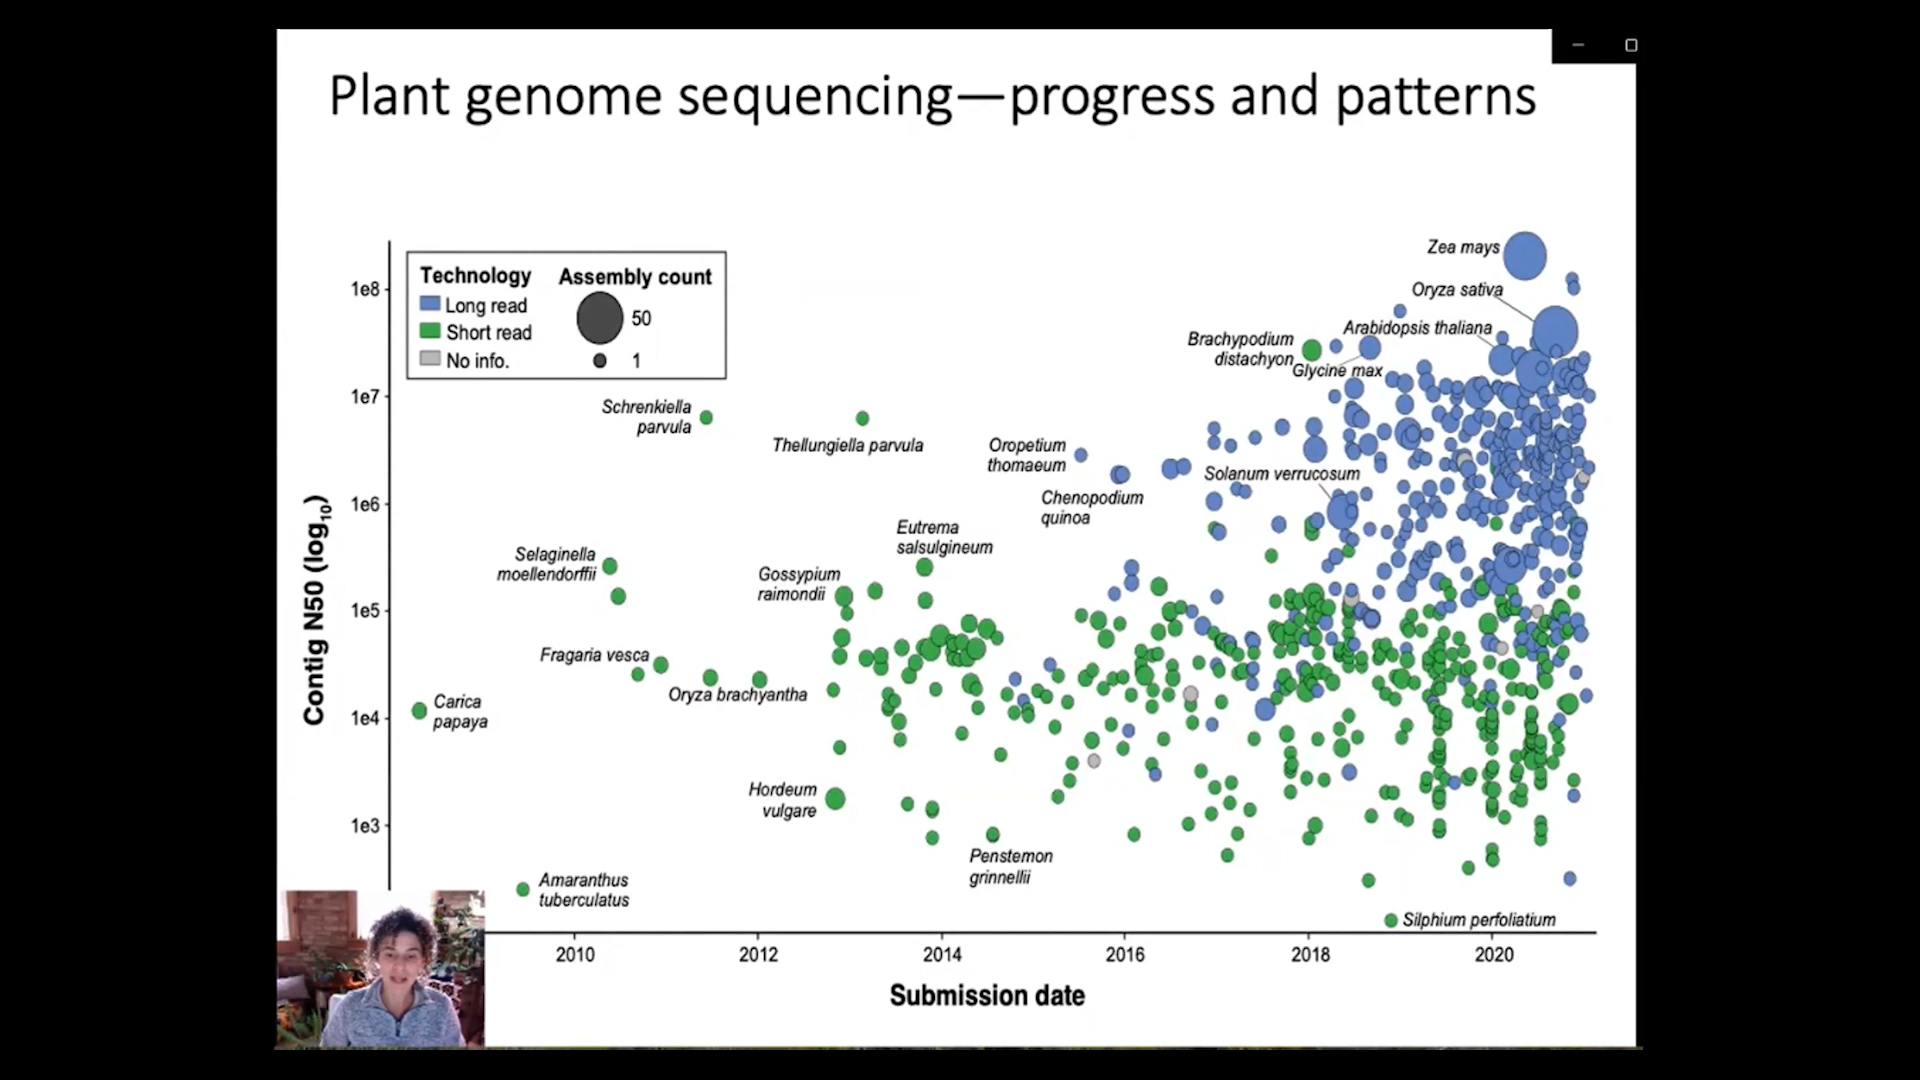 Plant genome sequencing—progress and patterns
Technology
Assembly count
Long read
Short read
No info.
50
1
Contig N50 (log10)
1e8
1e7
1e6
1e5
1e4
1e3
Zea mays
Oryza sativa
Arabidopsis thaliana
Brachypodium
distachyon
Glycine max
Schrenkiella
parvula
Thellungiella parvula
Oropetium
thomaeum
Solanum verrucosum
Chenopodium
quinoa
Eutrema
salsulgineum
Selaginella
moellendorffii
Gossypium
raimondii
Fragaria vesca
Oryza brachyantha
Carica
papaya
Hordeum
vulgare
Penstemon
grinnellii
Amaranthus
tuberculatus
Silphium perfoliatium
2010
2012
2014
2016
2018
2020
Submission date